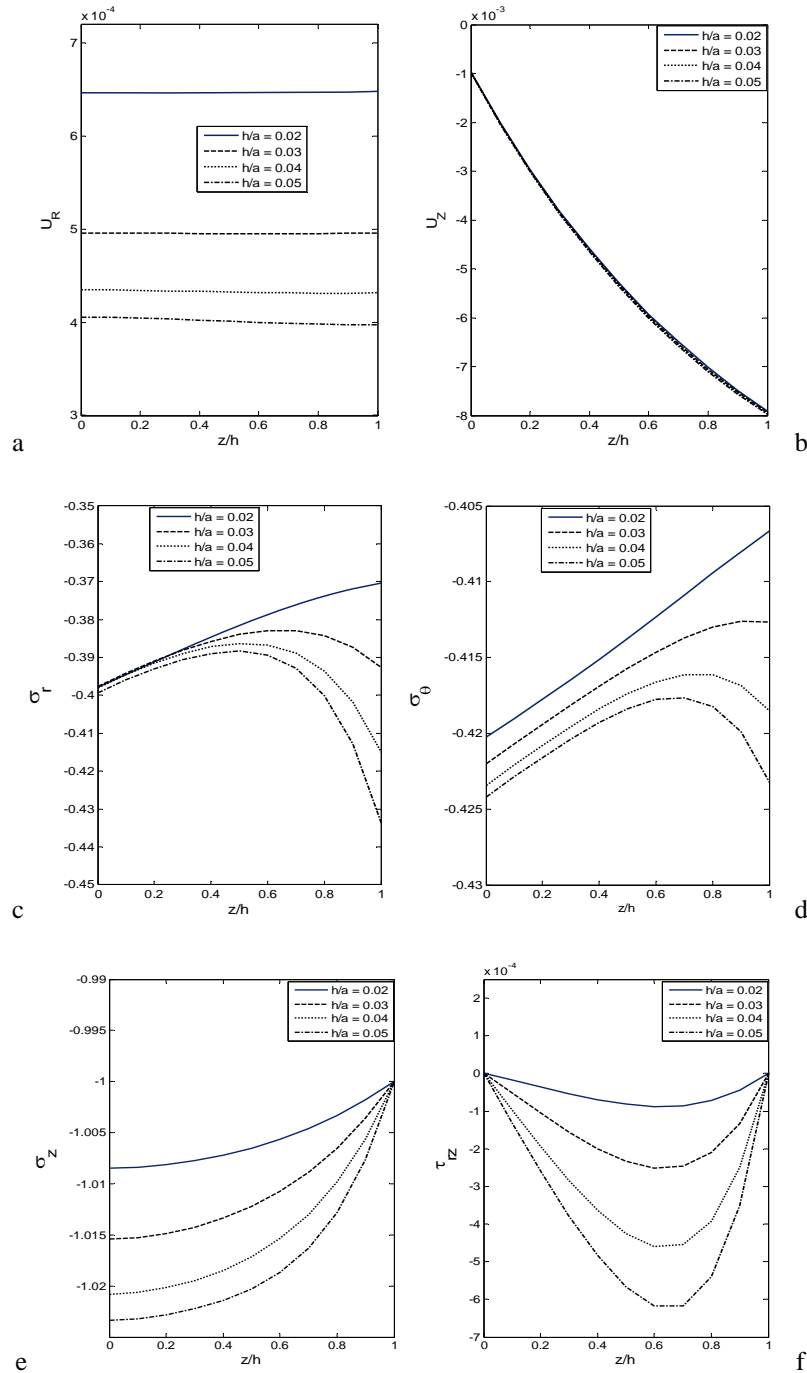 x 10⁻⁴
7
6
5
4
3
U_R
0 0.2 0.4 0.6 0.8 1
z/h
h/a = 0.02
h/a = 0.03
h/a = 0.04
h/a = 0.05
a
x 10⁻³
0
-1
-2
-3
-4
-5
-6
-7
-8
U_Z
0 0.2 0.4 0.6 0.8 1
z/h
h/a = 0.02
h/a = 0.03
h/a = 0.04
h/a = 0.05
b
-0.35
-0.36
-0.37
-0.38
-0.39
-0.4
-0.41
-0.42
-0.43
-0.44
-0.45
σ_r
0 0.2 0.4 0.6 0.8 1
z/h
h/a = 0.02
h/a = 0.03
h/a = 0.04
h/a = 0.05
c
-0.405
-0.41
-0.415
-0.42
-0.425
-0.43
σ_θ
0 0.2 0.4 0.6 0.8 1
z/h
h/a = 0.02
h/a = 0.03
h/a = 0.04
h/a = 0.05
d
-0.99
-0.995
-1
-1.005
-1.01
-1.015
-1.02
σ_z
0 0.2 0.4 0.6 0.8 1
z/h
h/a = 0.02
h/a = 0.03
h/a = 0.04
h/a = 0.05
e
x 10⁻⁴
2
1
0
-1
-2
-3
-4
-5
-6
-7
τ_rz
0 0.2 0.4 0.6 0.8 1
z/h
h/a = 0.02
h/a = 0.03
h/a = 0.04
h/a = 0.05
f